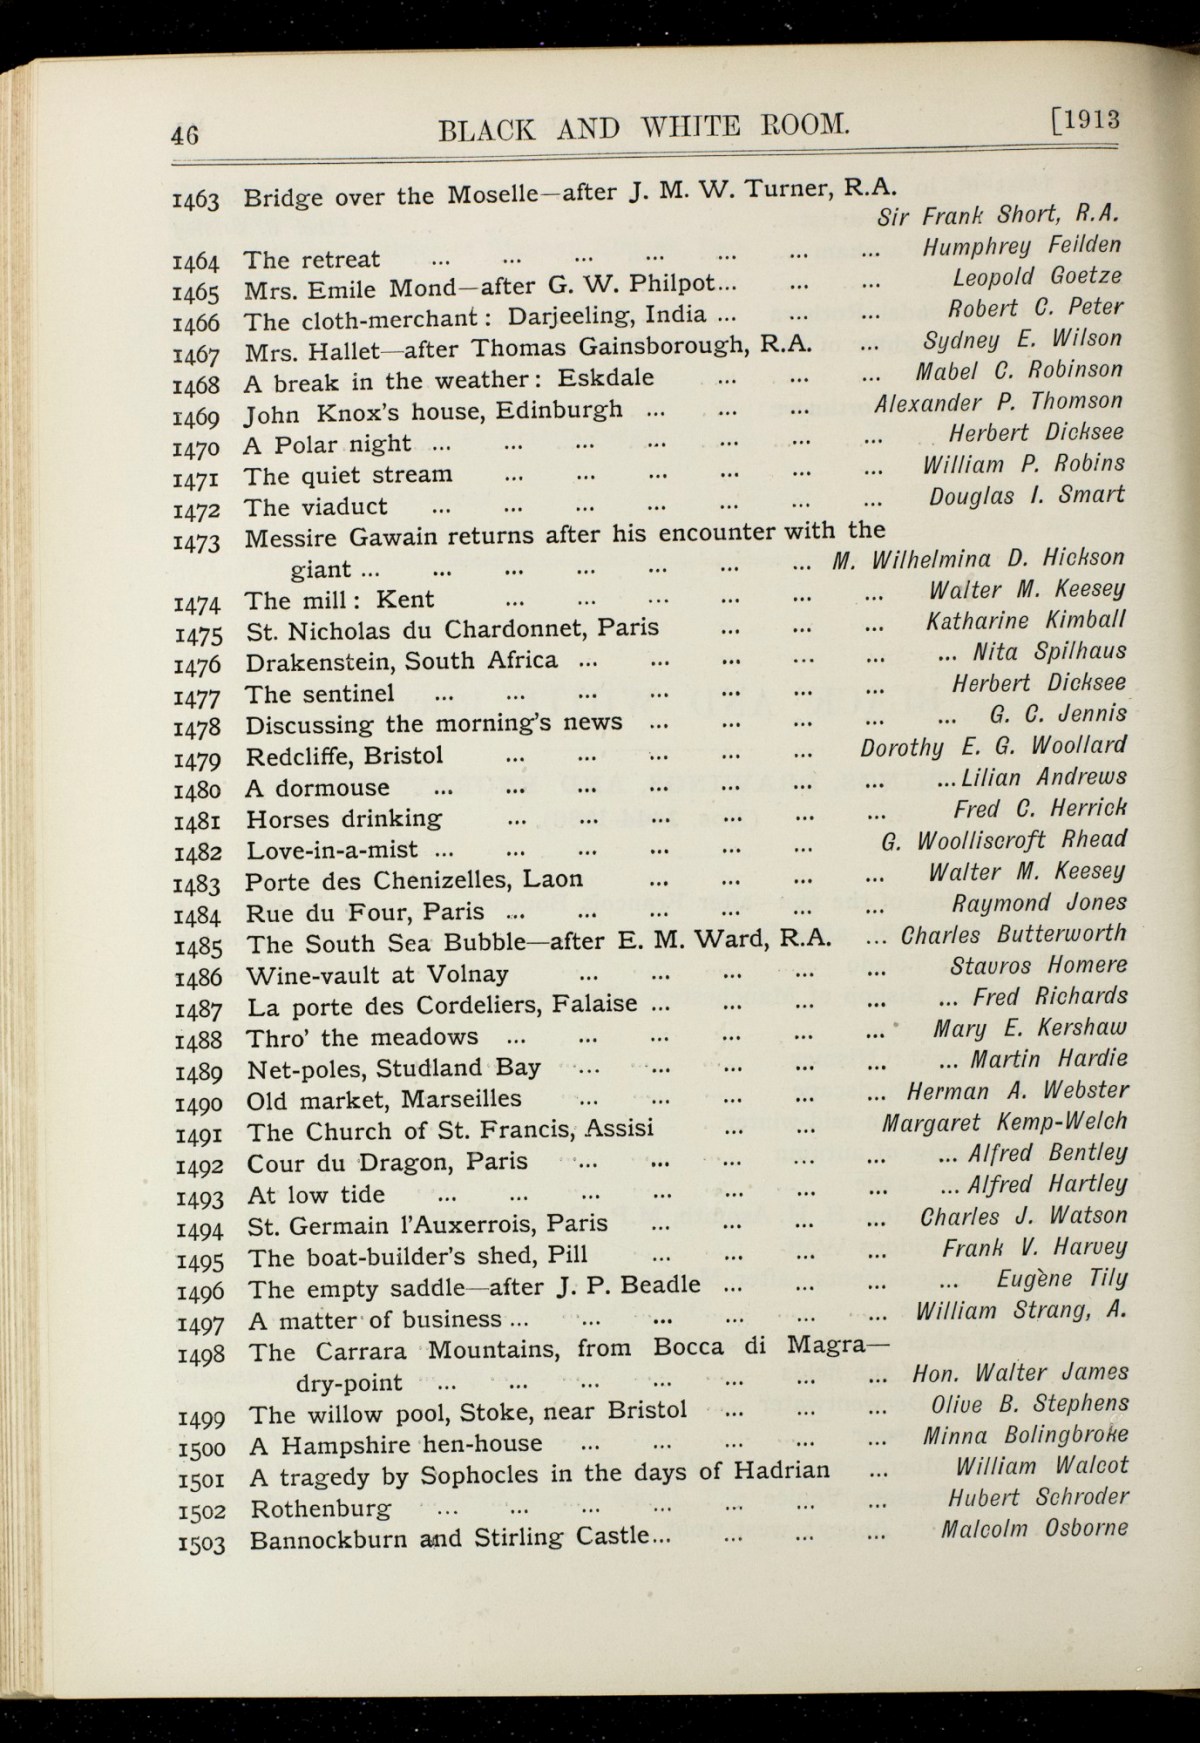 46 BLACK AND WHITE ROOM. [1913
1463 Bridge over the Moselle—after J. M. W. Turner, R.A.
Sir Frank Short, R.A.
1464 The retreat ... ... ... ... ... ... ... Humphrey Feilden
1465 Mrs. Emile Mond—after G. W. Philpot... ... ... Leopold Goetze
1466 The cloth-merchant: Darjeeling, India ... ... ... Robert C. Peter
1467 Mrs. Hallet—after Thomas Gainsborough, R.A. ... Sydney E. Wilson
1468 A break in the weather: Eskdale ... ... ... Mabel C. Robinson
1469 John Knox's house, Edinburgh ... ... ... Alexander P. Thomson
1470 A Polar night ... ... ... ... ... ... ... Herbert Dicksee
1471 The quiet stream ... ... ... ... ... ... William P. Robins
1472 The viaduct ... ... ... ... ... ... ... Douglas I. Smart
1473 Messire Gawain returns after his encounter with the
giant ... ... ... ... ... ... ... M. Wilhelmina D. Hickson
1474 The mill: Kent ... ... ... ... ... ... Walter M. Keesey
1475 St. Nicholas du Chardonnet, Paris ... ... ... Katharine Kimball
1476 Drakenstein, South Africa ... ... ... ... ... ... Nita Spilhaus
1477 The sentinel ... ... ... ... ... ... ... Herbert Dicksee
1478 Discussing the morning's news ... ... ... ... ... G. C. Jennis
1479 Redcliffe, Bristol ... ... ... ... ... Dorothy E. G. Woollard
1480 A dormouse ... ... ... ... ... ... ... ... Lilian Andrews
1481 Horses drinking ... ... ... ... ... ... Fred C. Herrick
1482 Love-in-a-mist ... ... ... ... ... ... G. Woolliscroft Rhead
1483 Porte des Chenizelles, Laon ... ... ... ... Walter M. Keesey
1484 Rue du Four, Paris ... ... ... ... ... ... Raymond Jones
1485 The South Sea Bubble—after E. M. Ward, R.A. ... Charles Butterworth
1486 Wine-vault at Volnay ... ... ... ... ... Stavros Homere
1487 La porte des Cordeliers, Falaise ... ... ... ... ... Fred Richards
1488 Thro' the meadows ... ... ... ... ... ... Mary E. Kershaw
1489 Net-poles, Studland Bay ... ... ... ... ... ... Martin Hardie
1490 Old market, Marseilles ... ... ... ... ... Herman A. Webster
1491 The Church of St. Francis, Assisi ... ... Margaret Kemp-Welch
1492 Cour du Dragon, Paris ... ... ... ... ... ... Alfred Bentley
1493 At low tide ... ... ... ... ... ... ... ... Alfred Hartley
1494 St. Germain l'Auxerrois, Paris ... ... ... ... Charles J. Watson
1495 The boat-builder's shed, Pill ... ... ... ... Frank V. Harvey
1496 The empty saddle—after J. P. Beadle ... ... ... ... Eugène Tily
1497 A matter of business ... ... ... ... ... ... William Strang, A.
1498 The Carrara Mountains, from Bocca di Magra—
dry-point ... ... ... ... ... ... ... Hon. Walter James
1499 The willow pool, Stoke, near Bristol ... ... ... Olive B. Stephens
1500 A Hampshire hen-house ... ... ... ... ... Minna Bolingbroke
1501 A tragedy by Sophocles in the days of Hadrian ... William Walcot
1502 Rothenburg ... ... ... ... ... ... ... Hubert Schroder
1503 Bannockburn and Stirling Castle... ... ... ... Malcolm Osborne